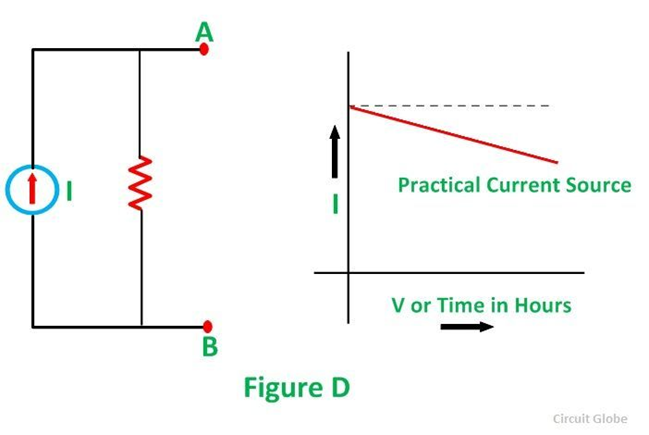 A
I
B
I
Practical Current Source
V or Time in Hours
Figure D
Circuit Globe